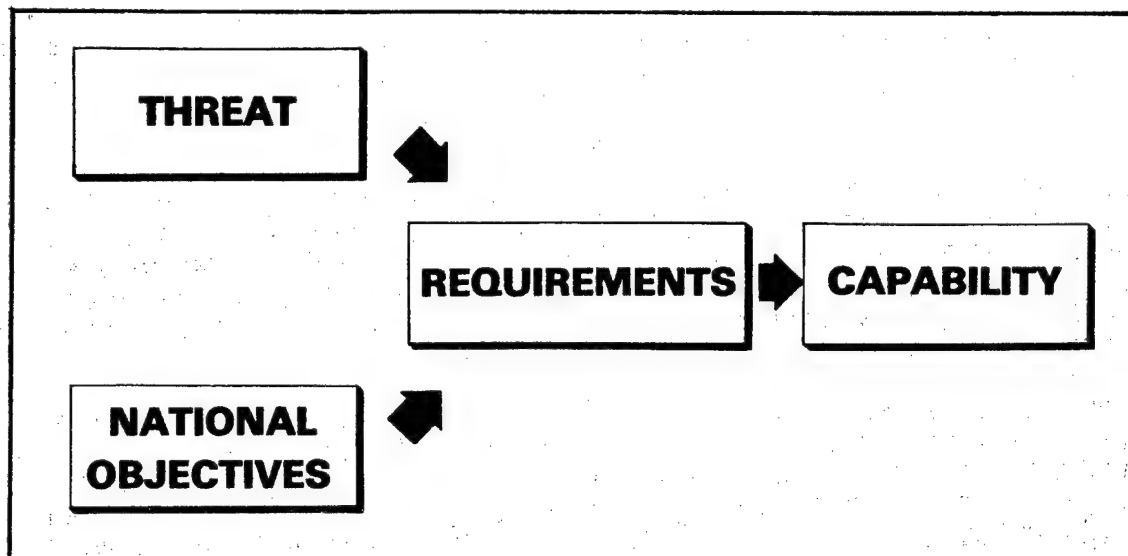 THREAT
REQUIREMENTS
CAPABILITY
NATIONAL
OBJECTIVES